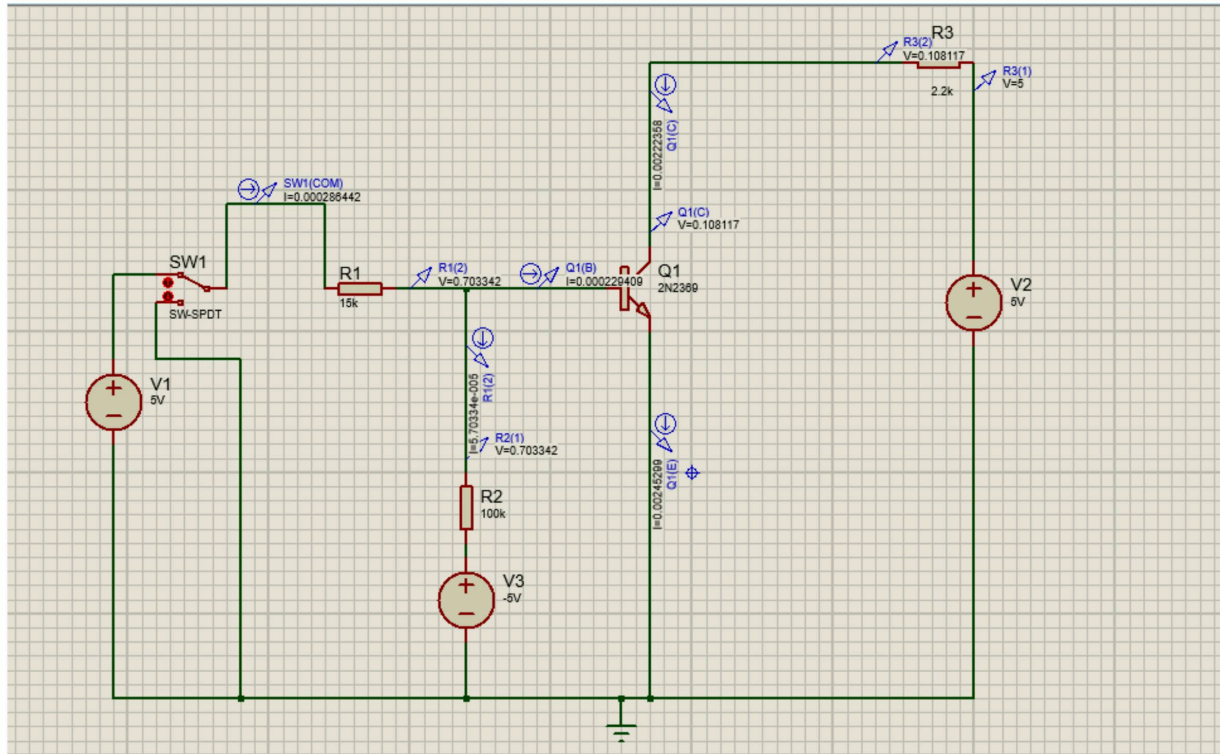 R3
R3(2)
V=0.108117
R3(1)
V=5
2.2k
I=0.00222358
Q1(C)
SW1(COM)
I=0.000286442
Q1(C)
V=0.108117
SW1
R1
15k
R1(2)
V=0.703342
Q1(B)
I=0.000229409
Q1
2N2369
SW-SPDT
V2
5V
V1
5V
I=5.70334e-005
R1(2)
R2(1)
V=0.703342
I=0.00245299
Q1(E)
R2
100k
V3
-5V